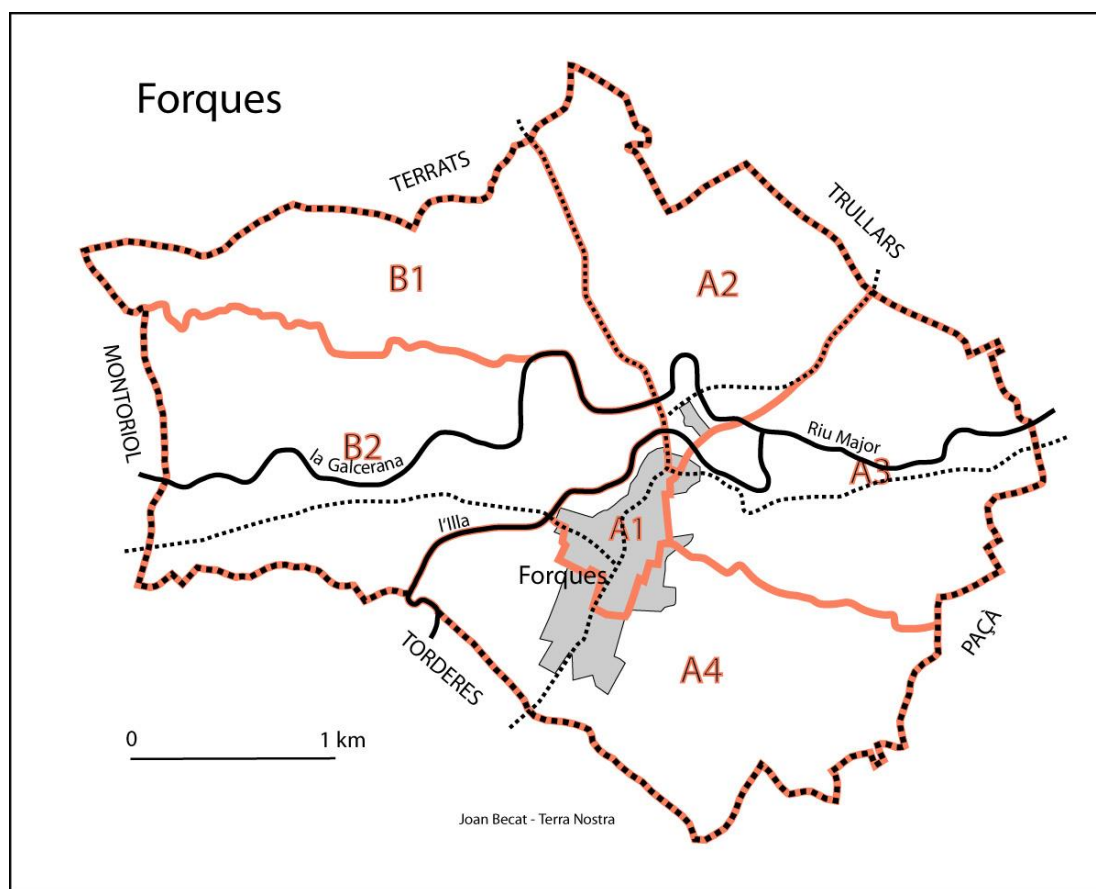 Forques
TERRATS
TRULLARS
B1
A2
MONTORIOL
B2
la Galcerana
Riu Major
A3
l'Illa
A1
Forques
PAÇÀ
TORDERES
A4
0 1 km
Joan Becat - Terra Nostra